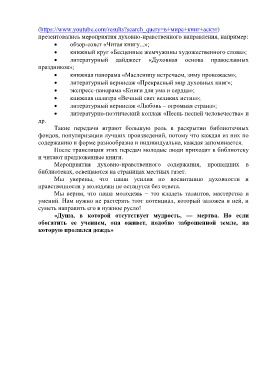 (https://www.youtube.com/results?search_query=в+мире+книг+асист)
презентовались мероприятия духовно-нравственного направления, например:
• обзор-совет «Читая книгу...»;
• книжный круг «Бесценные жемчужины художественного слова»;
• литературный дайджест «Духовная основа православных
праздников»;
• книжная панорама «Масленицу встречаем, зиму провожаем»;
• литературный вернисаж «Прекрасный мир духовных книг»;
• экспресс-панорама «Книги для ума и сердца»;
• книжная палитра «Вечный свет великих истин»;
• литературный вернисаж «Любовь – огромная страна»;
• литературно-поэтический коллаж «Песнь песней человечества» и
др.
Такие передачи играют большую роль в раскрытии библиотечных
фондов, популяризации лучших произведений, потому что каждая из них по
содержанию и форме разнообразна и индивидуальна, каждая запоминается.
После трансляции этих передач молодые люди приходят в библиотеку
и читают предложенные книги.
Мероприятия духовно-нравственного содержания, прошедших в
библиотеках, освещаются на страницах местных газет.
Мы уверены, что наши усилия по воспитанию духовности и
нравственности у молодежи не останутся без ответа.
Мы верим, что наша молодежь – это кладезь талантов, мастерства и
умений. Нам нужно не растерять этот потенциал, который заложен в ней, и
суметь направить его в нужное русло!
«Душа, в которой отсутствует мудрость, — мертва. Но если
обогатить ее учением, она оживет, подобно заброшенной земле, на
которую пролился дождь»